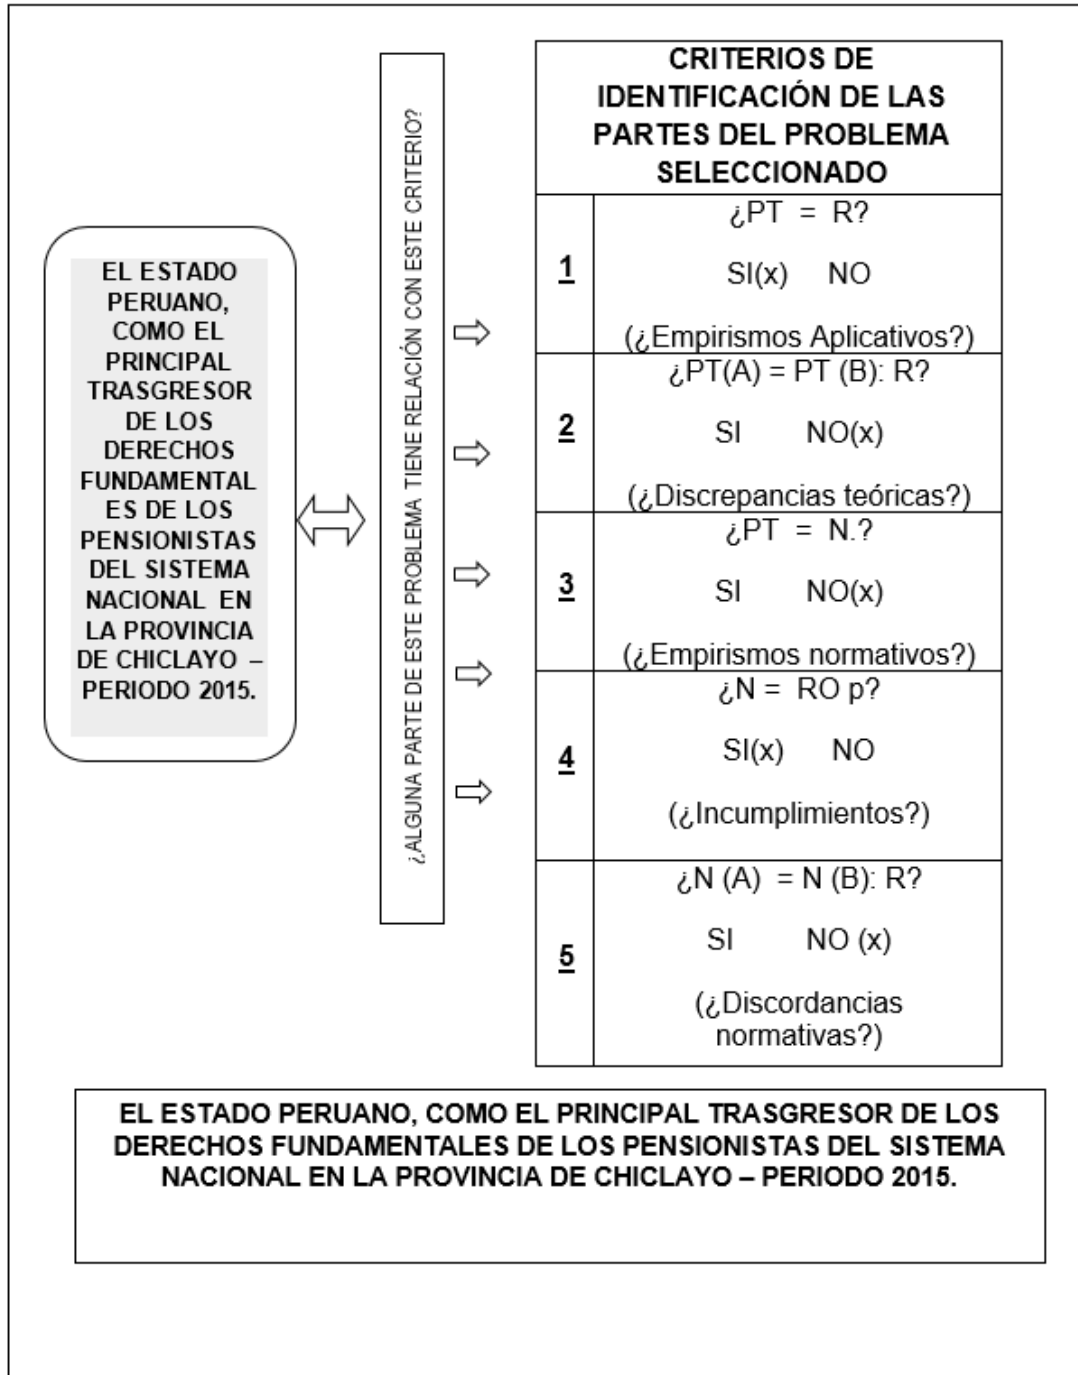 EL ESTADO
PERUANO,
COMO EL
PRINCIPAL
TRASGRESOR
DE LOS
DERECHOS
FUNDAMENTAL
ES DE LOS
PENSIONISTAS
DEL SISTEMA
NACIONAL EN
LA PROVINCIA
DE CHICLAYO –
PERIODO 2015.
¿ALGUNA PARTE DE ESTE PROBLEMA TIENE RELACIÓN CON ESTE CRITERIO?
CRITERIOS DE
IDENTIFICACIÓN DE LAS
PARTES DEL PROBLEMA
SELECCIONADO
1
¿PT = R?
SI(x) NO
(¿Empirismos Aplicativos?)
2
¿PT(A) = PT (B): R?
SI NO(x)
(¿Discrepancias teóricas?)
3
¿PT = N.?
SI NO(x)
(¿Empirismos normativos?)
4
¿N = RO p?
SI(x) NO
(¿Incumplimientos?)
5
¿N (A) = N (B): R?
SI NO (x)
(¿Discordancias
normativas?)
EL ESTADO PERUANO, COMO EL PRINCIPAL TRASGRESOR DE LOS
DERECHOS FUNDAMENTALES DE LOS PENSIONISTAS DEL SISTEMA
NACIONAL EN LA PROVINCIA DE CHICLAYO – PERIODO 2015.